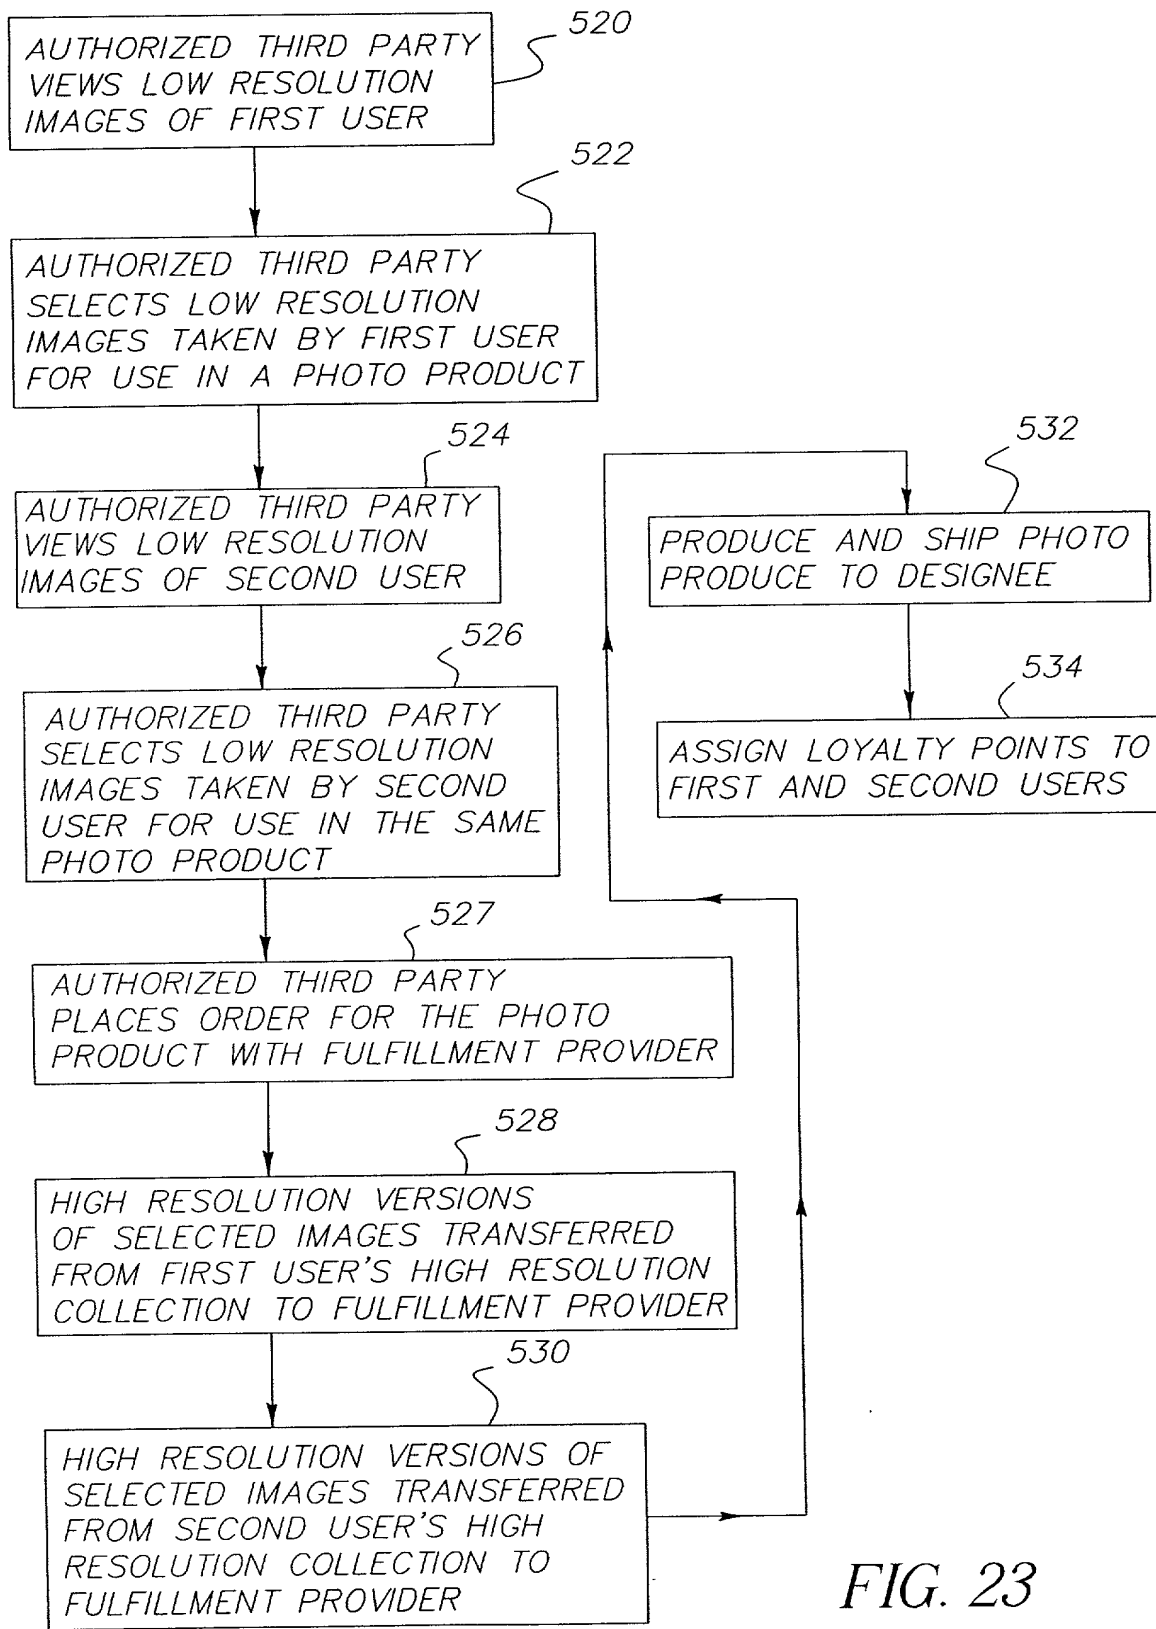 520
AUTHORIZED THIRD PARTY
VIEWS LOW RESOLUTION
IMAGES OF FIRST USER
522
AUTHORIZED THIRD PARTY
SELECTS LOW RESOLUTION
IMAGES TAKEN BY FIRST USER
FOR USE IN A PHOTO PRODUCT
524
AUTHORIZED THIRD PARTY
VIEWS LOW RESOLUTION
IMAGES OF SECOND USER
526
AUTHORIZED THIRD PARTY
SELECTS LOW RESOLUTION
IMAGES TAKEN BY SECOND
USER FOR USE IN THE SAME
PHOTO PRODUCT
527
AUTHORIZED THIRD PARTY
PLACES ORDER FOR THE PHOTO
PRODUCT WITH FULFILLMENT PROVIDER
528
HIGH RESOLUTION VERSIONS
OF SELECTED IMAGES TRANSFERRED
FROM FIRST USER'S HIGH RESOLUTION
COLLECTION TO FULFILLMENT PROVIDER
530
HIGH RESOLUTION VERSIONS OF
SELECTED IMAGES TRANSFERRED
FROM SECOND USER'S HIGH
RESOLUTION COLLECTION TO
FULFILLMENT PROVIDER
532
PRODUCE AND SHIP PHOTO
PRODUCE TO DESIGNEE
534
ASSIGN LOYALTY POINTS TO
FIRST AND SECOND USERS
FIG. 23